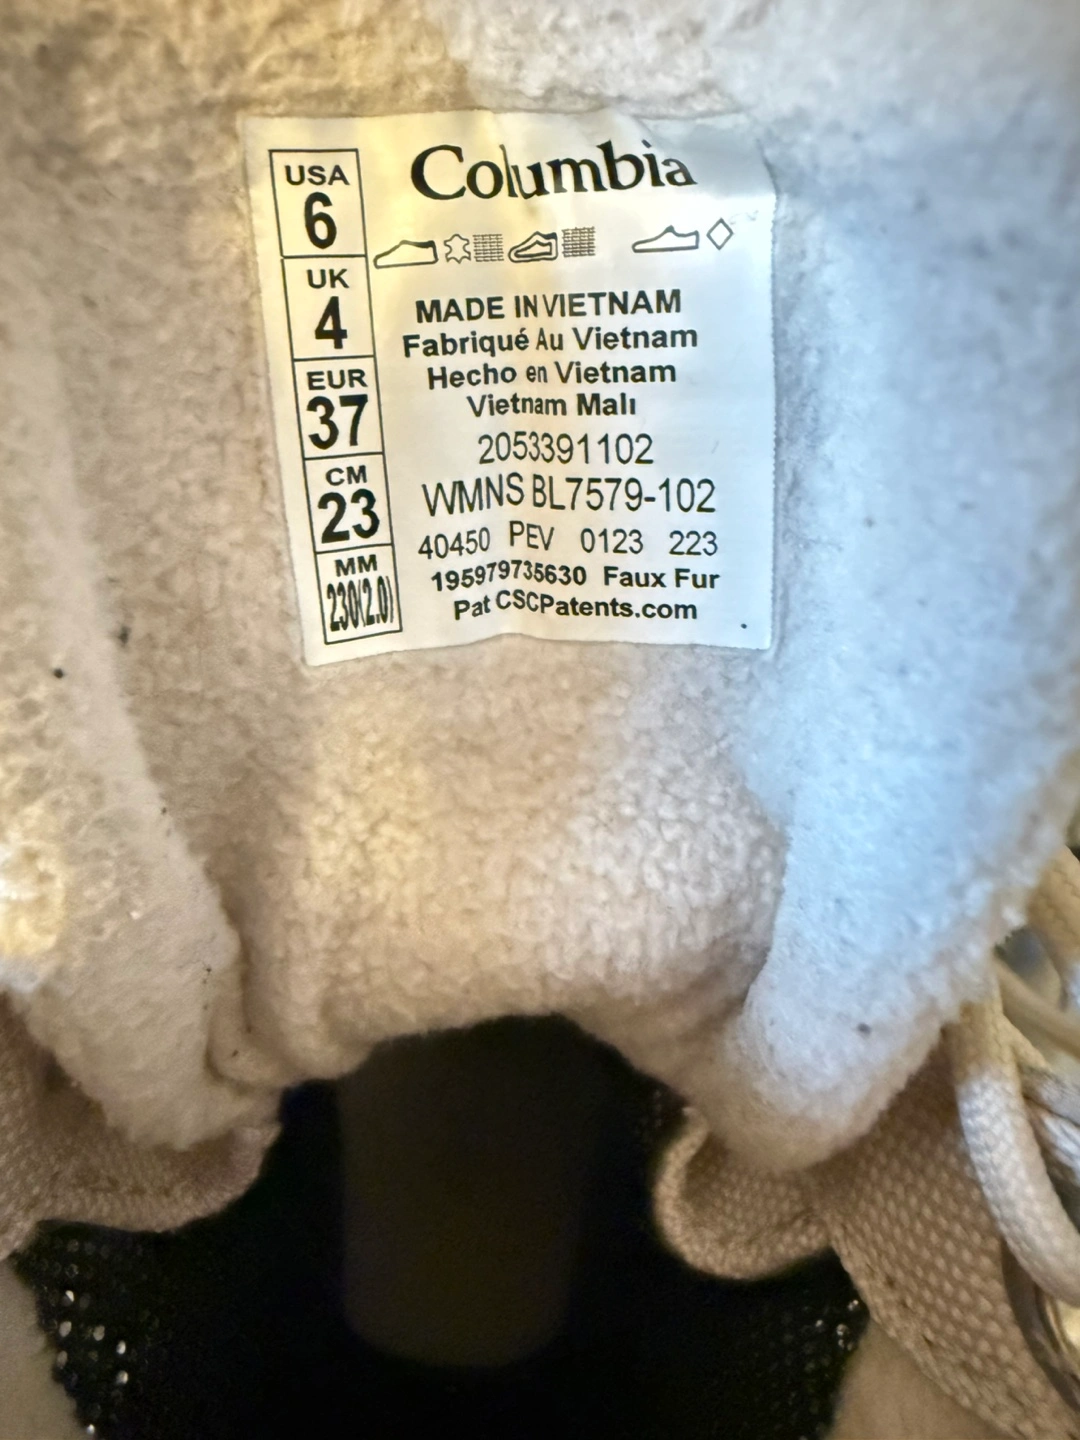 Columbia
USA
6
UK
4
EUR
37
CM
23
MM
230(2.0)
MADE IN VIETNAM
Fabriqué Au Vietnam
Hecho en Vietnam
Vietnam Malı
2053391102
WMNS BL7579-102
40450 PEV 0123 223
195979735630 Faux Fur
Pat CSCPatents.com